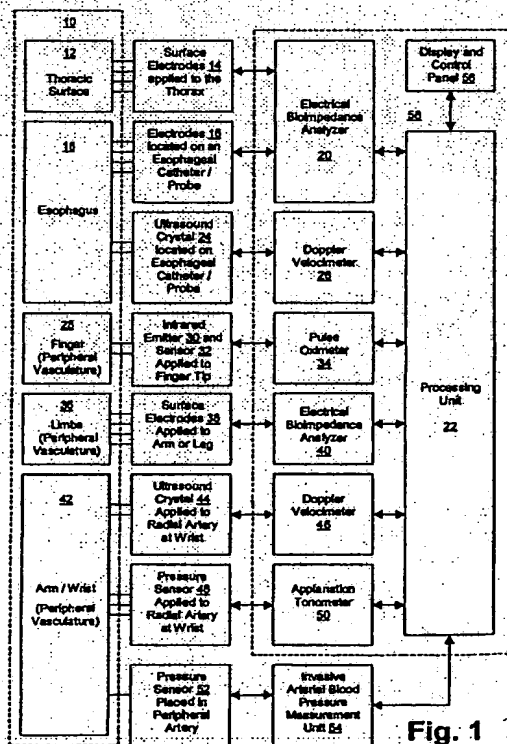 10
12
Thoracic
Surface
Surface
Electrodes 14
applied to the
Thorax
Electrical
Bioimpedance
Analyzer
20
Display and
Control
Panel 56
58
16
Esophagus
Electrodes 18
located on an
Esophageal
Catheter /
Probe
Ultrasound
Crystal 24
located on
Esophageal
Catheter /
Probe
Doppler
Velocimeter
26
Processing
Unit
22
28
Finger
(Peripheral
Vasculature)
Infrared
Emitter 30 and
Sensor 32
Applied to
Finger Tip
Pulse
Oximeter
34
36
Limbs
(Peripheral
Vasculature)
Surface
Electrodes 38
Applied to
Arm or Leg
Electrical
Bioimpedance
Analyzer
40
42
Arm / Wrist
(Peripheral
Vasculature)
Ultrasound
Crystal 44
Applied to
Radial Artery
at Wrist
Doppler
Velocimeter
46
Pressure
Sensor 48
Applied to
Radial Artery
at Wrist
Applanation
Tonometer
50
Pressure
Sensor 52
Placed in
Peripheral
Artery
Invasive
Arterial Blood
Pressure
Measurement
Unit 54
Fig. 1